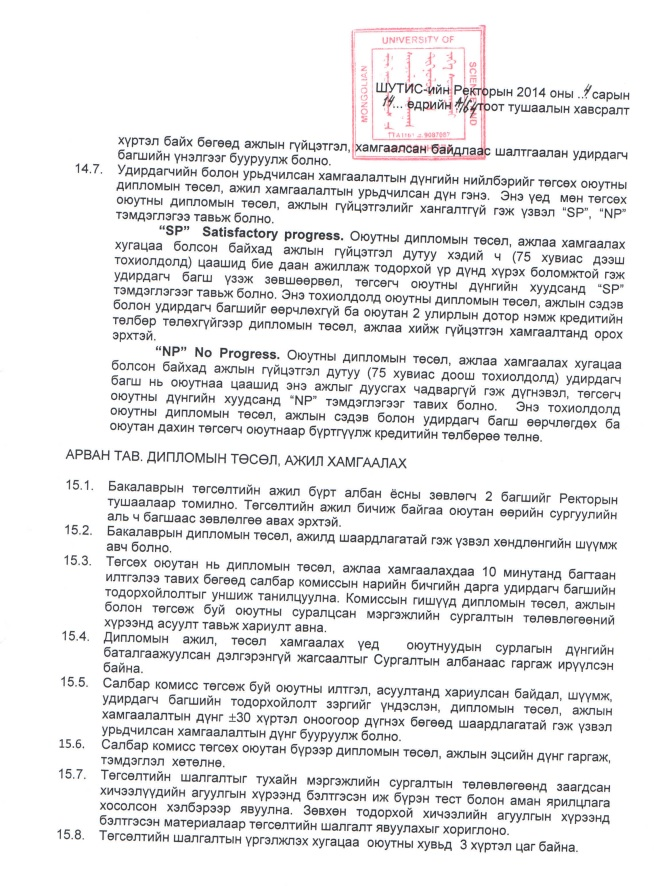 UNIVERSITY OF
MONGOLIAN
ШУТИС-ийн Ректорын 2014 оны ..4 сарын
14... өдрийн А/64 тоот тушаалын хавсралт
хүртэл байх бөгөөд ажлын гүйцэтгэл, хамгаалсан байдлаас шалтгаалан удирдагч
багшийн үнэлгээг бууруулж болно.
14.7. Удирдагчийн болон урьдчилсан хамгаалалтын дүнгийн нийлбэрийг төгсөх оюутны
дипломын төсөл, ажил хамгаалалтын урьдчилсан дүн гэнэ. Энэ үед мөн төгсөх
оюутны дипломын төсөл, ажлын гүйцэтгэлийг хангалтгүй гэж үзвэл “SP”, “NP”
тэмдэглэгээ тавьж болно.
“SP” Satisfactory progress. Оюутны дипломын төсөл, ажлаа хамгаалах
хугацаа болсон байхад ажлын гүйцэтгэл дутуу хэдий ч (75 хувиас дээш
тохиолдолд) цаашид бие даан ажиллаж тодорхой үр дүнд хүрэх боломжтой гэж
удирдагч багш үзэж зөвшөөрвөл, төгсөгч оюутны дүнгийн хуудсанд “SP”
тэмдэглэгээг тавьж болно. Энэ тохиолдолд оюутны дипломын төсөл, ажлын сэдэв
болон удирдагч багшийг өөрчлөхгүй ба оюутан 2 улирлын дотор нэмж кредитийн
төлбөр төлөхгүйгээр дипломын төсөл, ажлаа хийж гүйцэтгэн хамгаалтанд орох
эрхтэй.
“NP” No Progress. Оюутны дипломын төсөл, ажлаа хамгаалах хугацаа
болсон байхад ажлын гүйцэтгэл дутуу (75 хувиас доош тохиолдолд) удирдагч
багш нь оюутнаа цаашид энэ ажлыг дуусгах чадваргүй гэж дүгнэвэл, төгсөгч
оюутны дүнгийн хуудсанд “NP” тэмдэглэгээг тавих болно. Энэ тохиолдолд
оюутны дипломын төсөл, ажлын сэдэв болон удирдагч багш өөрчлөгдөх ба
оюутан дахин төгсөгч оюутнаар бүртгүүлж кредитийн төлбөрөө төлнө.
АРВАН ТАВ. ДИПЛОМЫН ТӨСӨЛ, АЖИЛ ХАМГААЛАХ
15.1. Бакалаврын төгсөлтийн ажил бүрт албан ёсны зөвлөгч 2 багшийг Ректорын
тушаалаар томилно. Төгсөлтийн ажил бичиж байгаа оюутан өөрийн сургуулийн
аль ч багшаас зөвлөлгөө авах эрхтэй.
15.2. Бакалаврын дипломын төсөл, ажилд шаардлагатай гэж үзвэл хөндлөнгийн шүүмж
авч болно.
15.3. Төгсөх оюутан нь дипломын төсөл, ажлаа хамгаалахдаа 10 минутанд багтаан
илтгэлээ тавих бөгөөд салбар комиссын нарийн бичгийн дарга удирдагч багшийн
тодорхойлолтыг уншиж танилцуулна. Комиссын гишүүд дипломын төсөл, ажлын
болон төгсөж буй оюутны суралцсан мэргэжлийн сургалтын төлөвлөгөөний
хүрээнд асуулт тавьж хариулт авна.
15.4. Дипломын ажил, төсөл хамгаалах үед оюутнуудын сурлагын дүнгийн
баталгаажуулсан дэлгэрэнгүй жагсаалтыг Сургалтын албанаас гаргаж ирүүлсэн
байна.
15.5. Салбар комисс төгсөж буй оюутны илтгэл, асуултанд хариулсан байдал, шүүмж,
удирдагч багшийн тодорхойлолт зэргийг үндэслэн, дипломын төсөл, ажлын
хамгаалалтын дүнг ±30 хүртэл оноогоор дүгнэх бөгөөд шаардлагатай гэж үзвэл
урьдчилсан хамгаалалтын дүнг бууруулж болно.
15.6. Салбар комисс төгсөх оюутан бүрээр дипломын төсөл, ажлын эцсийн дүнг гаргаж,
тэмдэглэл хөтөлнө.
15.7. Төгсөлтийн шалгалтыг тухайн мэргэжлийн сургалтын төлөвлөгөөнд заагдсан
хичээлүүдийн агуулгын хүрээнд бэлтгэсэн иж бүрэн тест болон аман ярилцлага
хосолсон хэлбэрээр явуулна. Зөвхөн тодорхой хичээлийн агуулгын хүрээнд
бэлтгэсэн материалаар төгсөлтийн шалгалт явуулахыг хориглоно.
15.8. Төгсөлтийн шалгалтын үргэлжлэх хугацаа оюутны хувьд 3 хүртэл цаг байна.